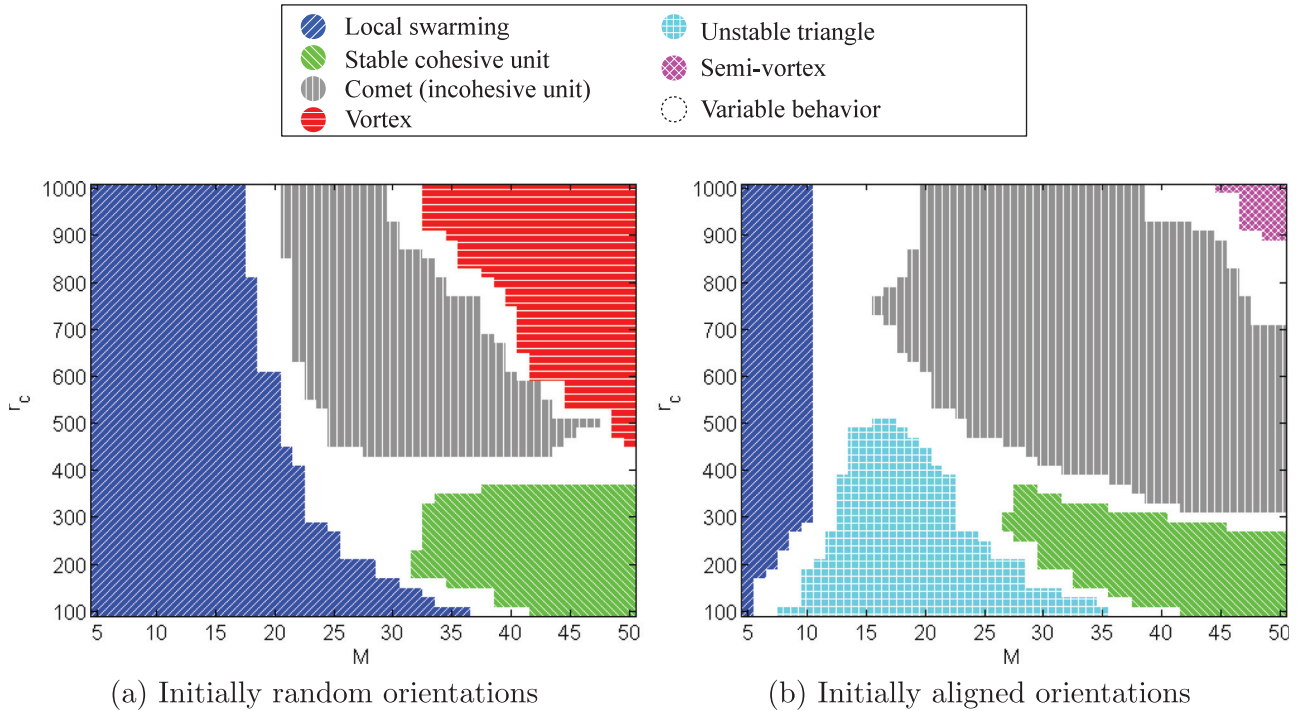 Local swarming
Stable cohesive unit
Comet (incohesive unit)
Vortex
Unstable triangle
Semi-vortex
Variable behavior
1000
900
800
700
600
500
400
300
200
100
r_c
5 10 15 20 25 30 35 40 45 50
M
(a) Initially random orientations
1000
900
800
700
600
500
400
300
200
100
r_c
5 10 15 20 25 30 35 40 45 50
M
(b) Initially aligned orientations